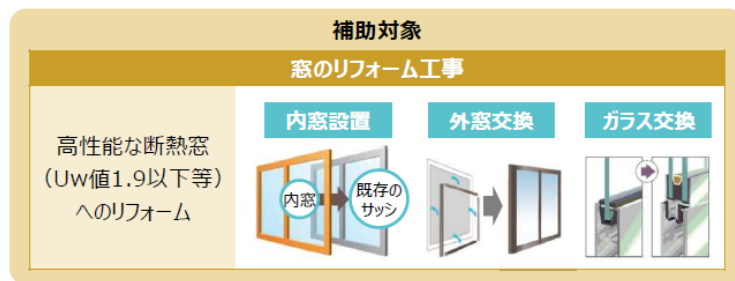 補助対象
窓のリフォーム工事
高性能な断熱窓
(Uw値1.9以下等)
へのリフォーム
内窓設置
内窓
既存の
サッシ
外窓交換
ガラス交換